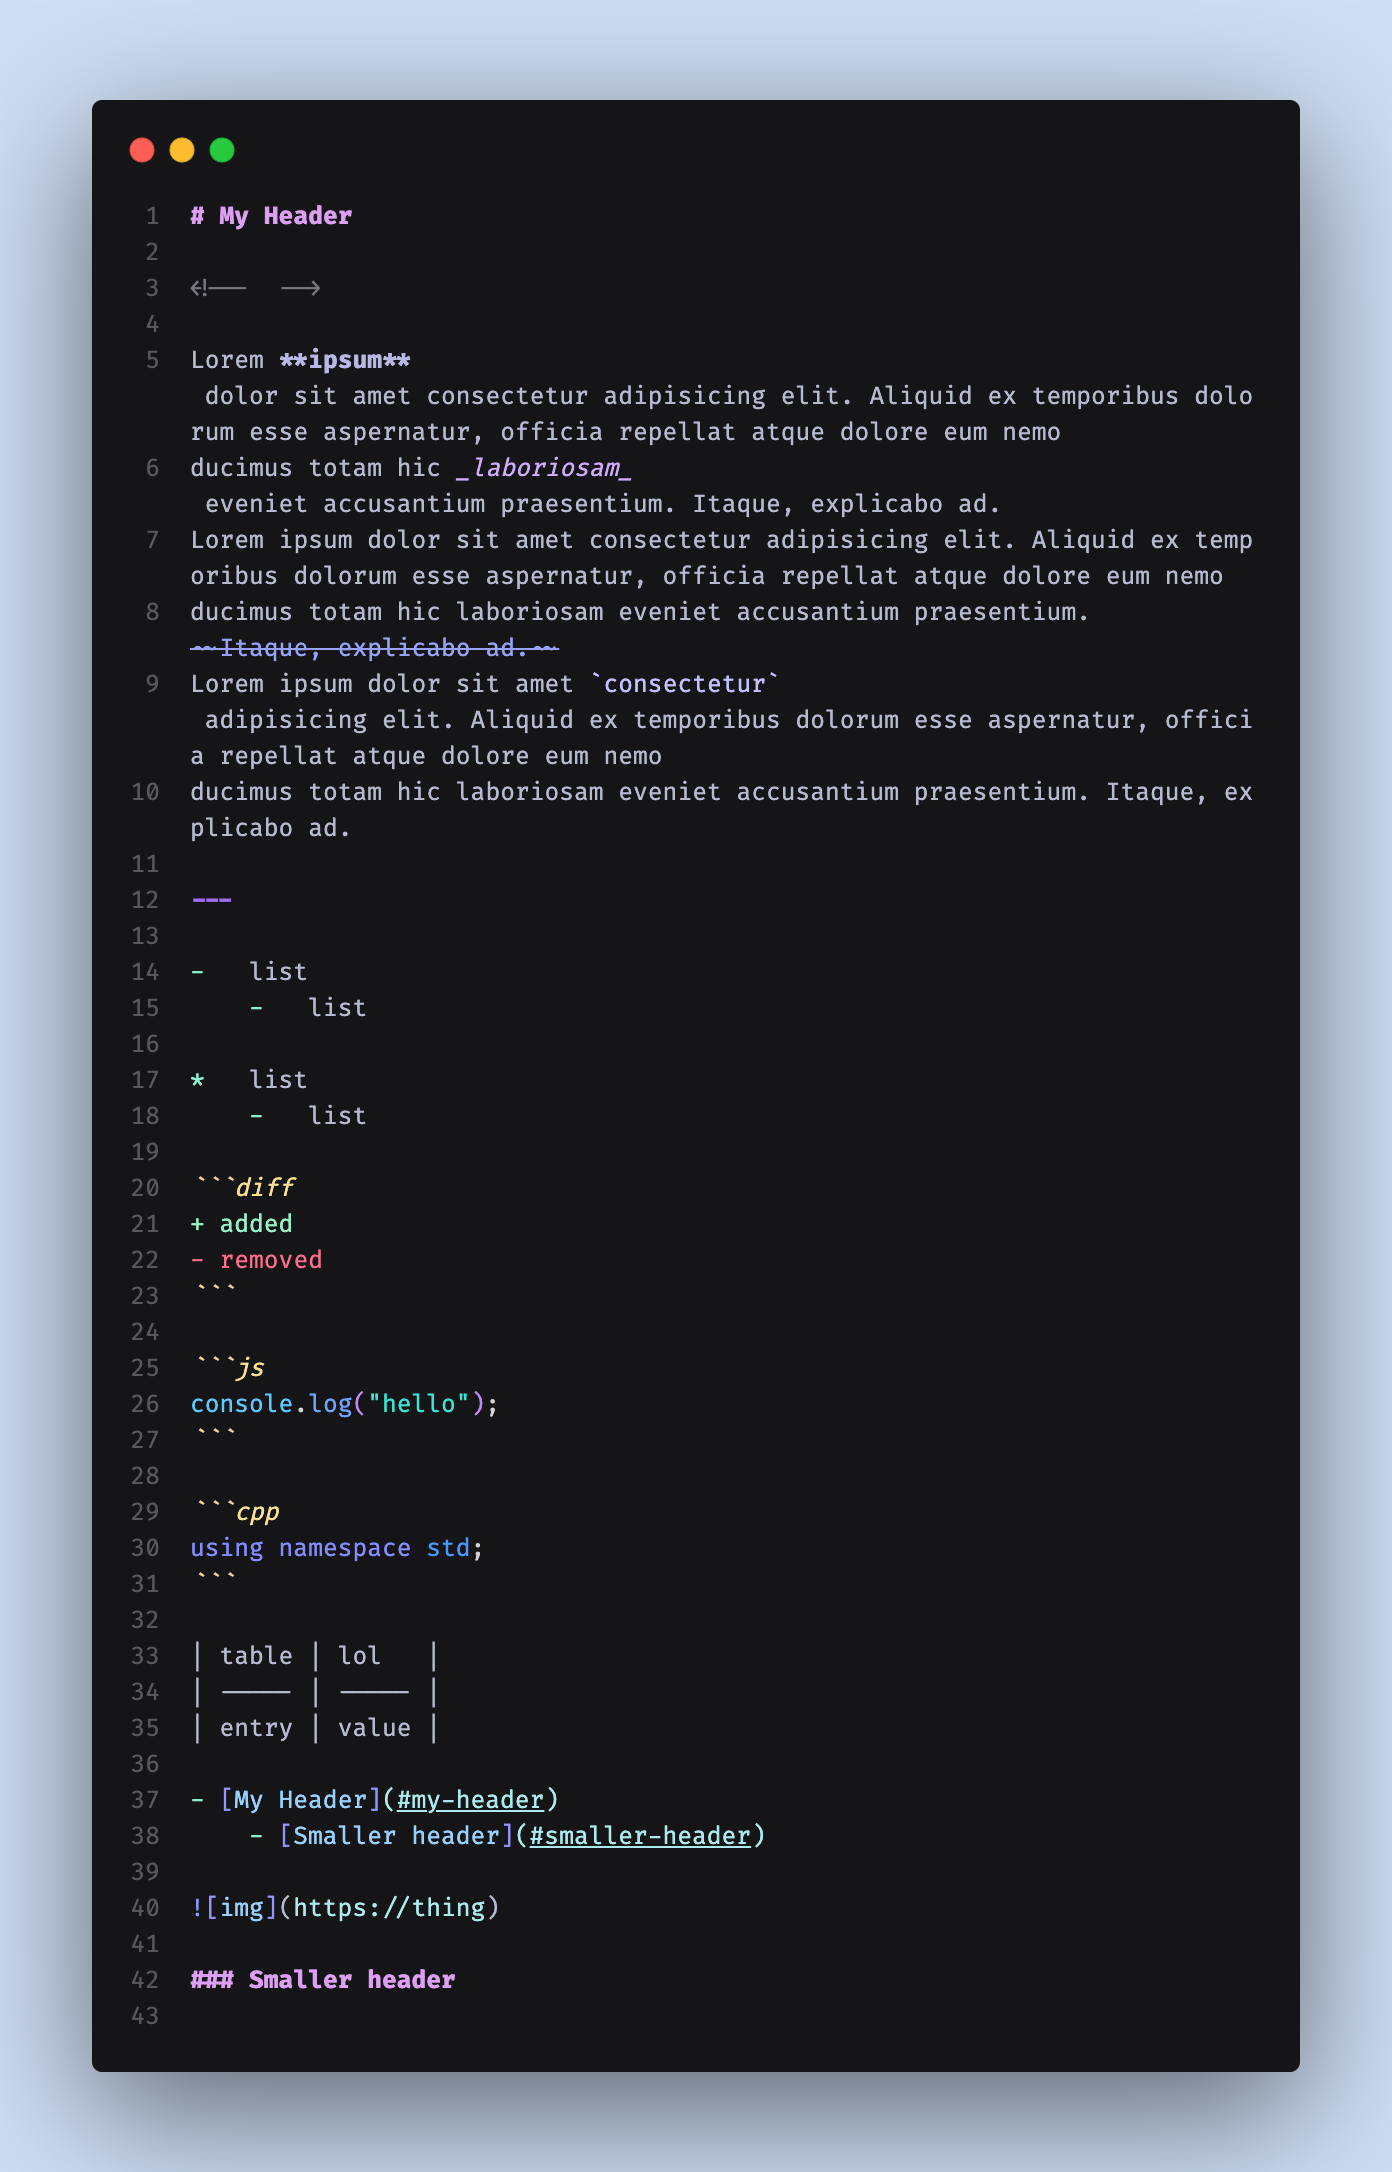 1 # My Header
2
3 <!--  -->
4
5 Lorem **ipsum**
dolor sit amet consectetur adipisicing elit. Aliquid ex temporibus dolo
rum esse aspernatur, officia repellat atque dolore eum nemo
6 ducimus totam hic _laboriosam_
eveniet accusantium praesentium. Itaque, explicabo ad.
7 Lorem ipsum dolor sit amet consectetur adipisicing elit. Aliquid ex temp
oribus dolorum esse aspernatur, officia repellat atque dolore eum nemo
8 ducimus totam hic laboriosam eveniet accusantium praesentium.
~~Itaque, explicabo ad.~~
9 Lorem ipsum dolor sit amet `consectetur`
adipisicing elit. Aliquid ex temporibus dolorum esse aspernatur, offici
a repellat atque dolore eum nemo
10 ducimus totam hic laboriosam eveniet accusantium praesentium. Itaque, ex
plicabo ad.
11
12 ---
13
14 -   list
15     -   list
16
17 *   list
18     -   list
19
20 ```diff
21 + added
22 - removed
23 ```
24
25 ```js
26 console.log("hello");
27 ```
28
29 ```cpp
30 using namespace std;
31 ```
32
33 | table | lol   |
34 | ----- | ----- |
35 | entry | value |
36
37 - [My Header](#my-header)
38     - [Smaller header](#smaller-header)
39
40 ![img](https://thing)
41
42 ### Smaller header
43